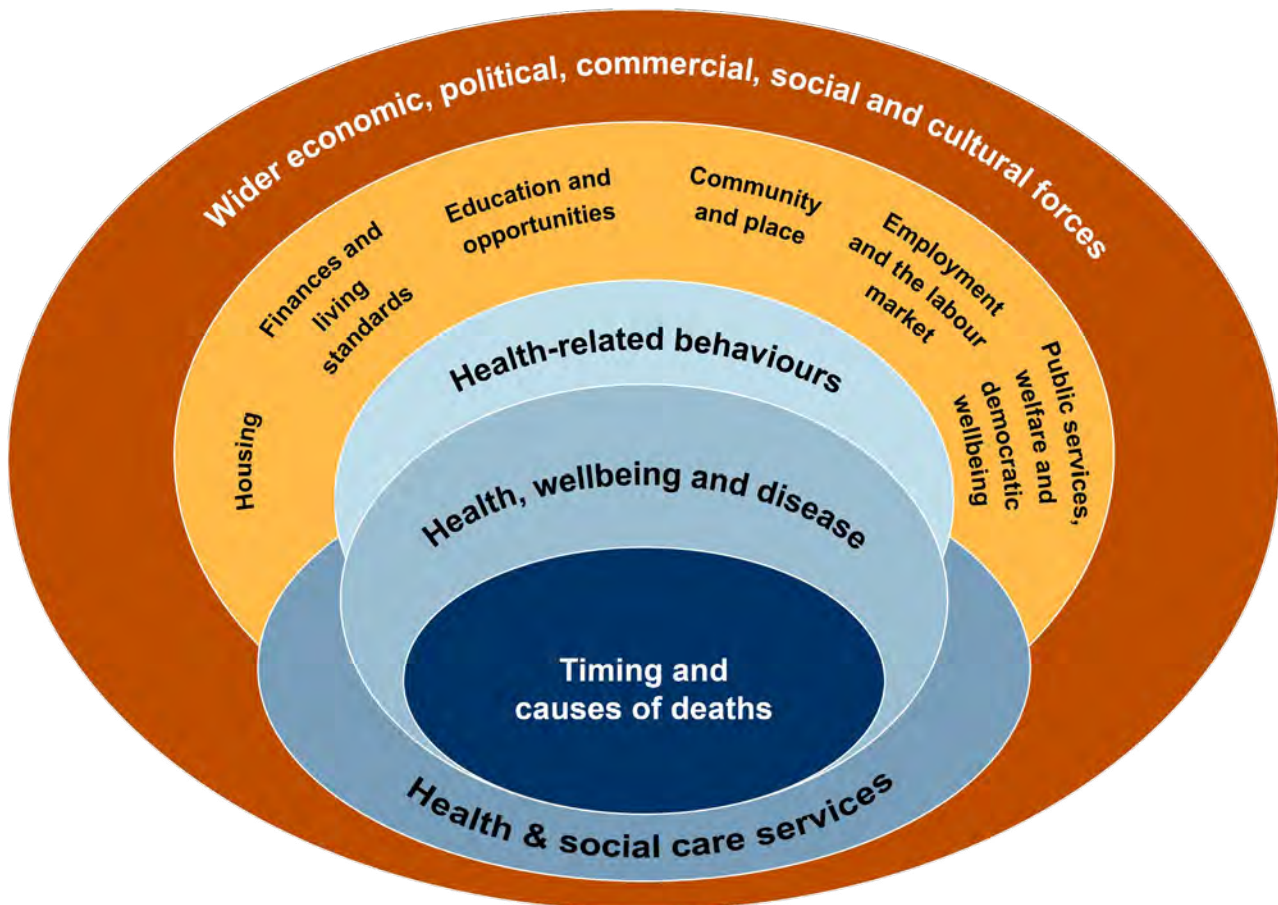 Wider economic, political, commercial, social and cultural forces
Housing
Finances and
living
standards
Education and
opportunities
Community
and place
Employment
and the labour
market
Public services,
welfare and
democratic
wellbeing
Health-related behaviours
Health, wellbeing and disease
Timing and
causes of deaths
Health & social care services